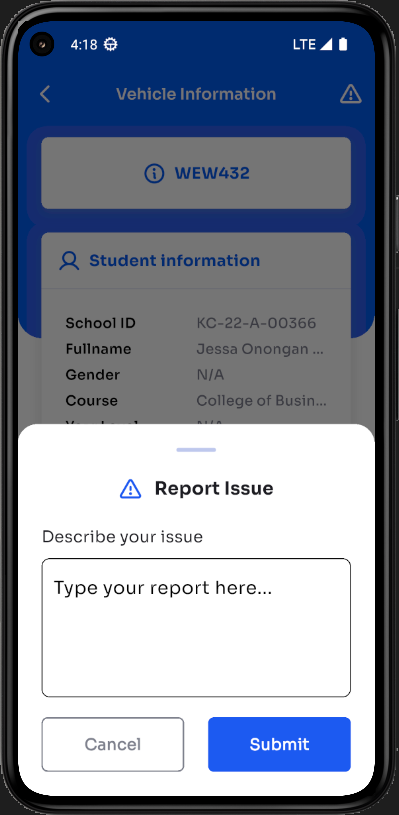 4:18 LTE
Vehicle Information
WEW432
Student information
School ID KC-22-A-00366
Fullname Jessa Onongan ...
Gender N/A
Course College of Busin...
Report Issue
Describe your issue
Type your report here...
Cancel Submit